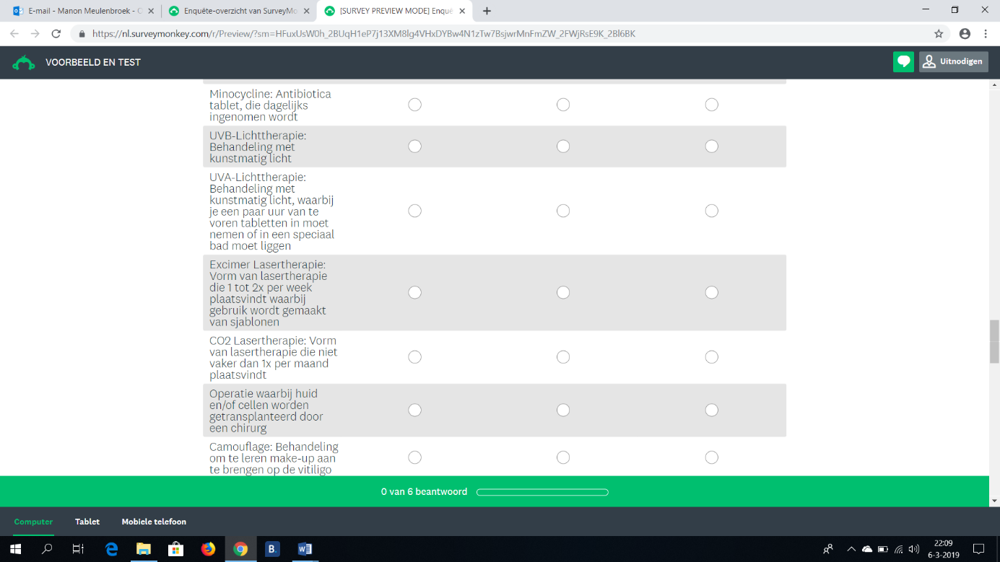 E-mail - Manon Meulenbroek - O
Enquête-overzicht van SurveyMo
[SURVEY PREVIEW MODE] Enquê
https://nl.surveymonkey.com/r/Preview/?sm=HFuxUsW0h_2BUqH1eP7j13XM8lg4VHxDYBw4N1zTw7BsjwrMnFmZW_2FWjRsE9K_2Bl6BK
VOORBEELD EN TEST
Uitnodigen
Minocycline: Antibiotica
tablet, die dagelijks
ingenomen wordt
UVB-Lichttherapie:
Behandeling met
kunstmatig licht
UVA-Lichttherapie:
Behandeling met
kunstmatig licht, waarbij
je een paar uur van te
voren tabletten in moet
nemen of in een speciaal
bad moet liggen
Excimer Lasertherapie:
Vorm van lasertherapie
die 1 tot 2x per week
plaatsvindt waarbij
gebruik wordt gemaakt
van sjablonen
CO2 Lasertherapie: Vorm
van lasertherapie die niet
vaker dan 1x per maand
plaatsvindt
Operatie waarbij huid
en/of cellen worden
getransplanteerd door
een chirurg
Camouflage: Behandeling
om te leren make-up aan
te brengen op de vitiligo
0 van 6 beantwoord
Computer
Tablet
Mobiele telefoon
B.
22:09
6-3-2019